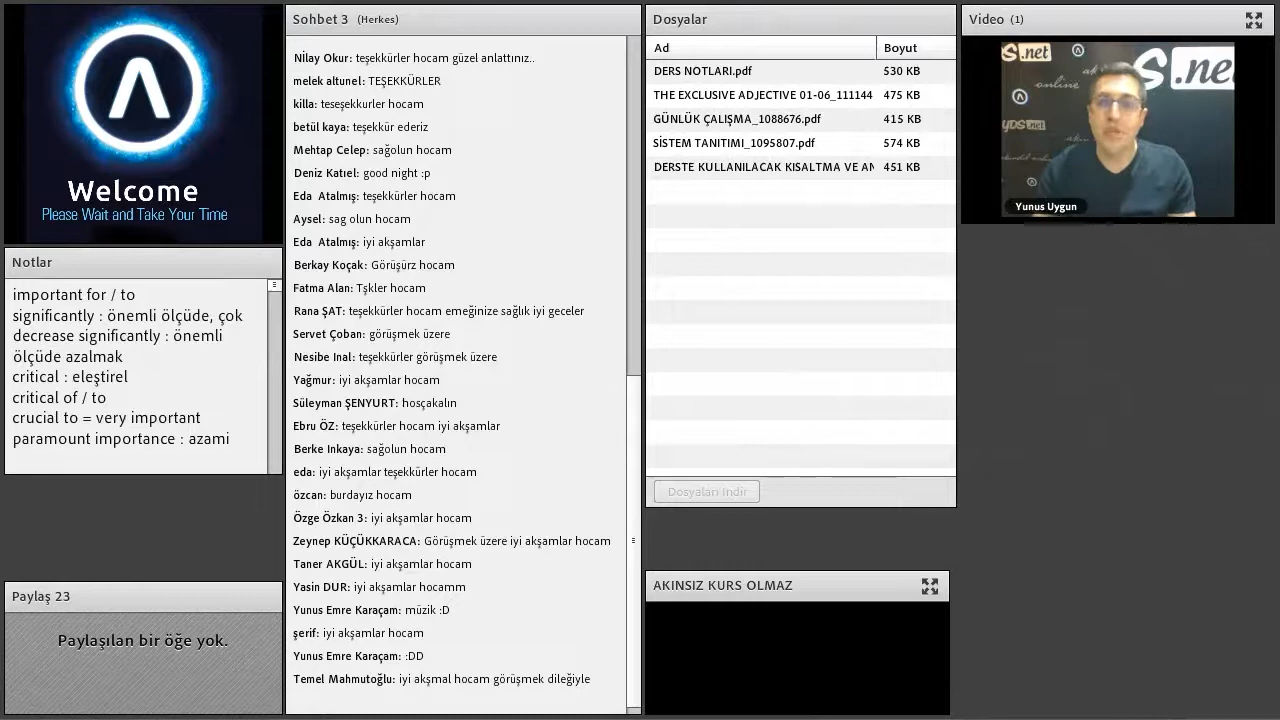 Welcome
Please Wait and Take Your Time
Notlar
important for / to
significantly : önemli ölçüde, çok
decrease significantly : önemli
ölçüde azalmak
critical : eleştirel
critical of / to
crucial to = very important
paramount importance : azami
Paylaş 23
Paylaşılan bir öğe yok.
Sohbet 3 (Herkes)
Nİlay Okur: teşekkürler hocam güzel anlattınız..
melek altunel: TEŞEKKÜRLER
killa: teseşekkurler hocam
betül kaya: teşekkür ederiz
Mehtap Celep: sağolun hocam
Deniz Katıel: good night :p
Eda Atalmış: teşekkürler hocam
Aysel: sag olun hocam
Eda Atalmış: iyi akşamlar
Berkay Koçak: Görüşürz hocam
Fatma Alan: Tşkler hocam
Rana ŞAT: teşekkürler hocam emeğinize sağlık iyi geceler
Servet Çoban: görüşmek üzere
Nesibe Inal: teşekkürler görüşmek üzere
Yağmur: iyi akşamlar hocam
Süleyman ŞENYURT: hosçakalın
Ebru ÖZ: teşekkürler hocam iyi akşamlar
Berke Inkaya: sağolun hocam
eda: iyi akşamlar teşekkürler hocam
özcan: burdayız hocam
Özge Özkan 3: iyi akşamlar hocam
Zeynep KÜÇÜKKARACA: Görüşmek üzere iyi akşamlar hocam
Taner AKGÜL: iyi akşamlar hocam
Yasin DUR: iyi akşamlar hocamm
Yunus Emre Karaçam: müzik :D
şerif: iyi akşamlar hocam
Yunus Emre Karaçam: :DD
Temel Mahmutoğlu: iyi akşmal hocam görüşmek dileğiyle
Dosyalar
Ad Boyut
DERS NOTLARI.pdf 530 KB
THE EXCLUSIVE ADJECTIVE 01-06_111144 475 KB
GÜNLÜK ÇALIŞMA_1088676.pdf 415 KB
SİSTEM TANITIMI_1095807.pdf 574 KB
DERSTE KULLANILACAK KISALTMA VE AN 451 KB
Dosyaları İndir
AKINSIZ KURS OLMAZ
Video (1)
S.net
S.ne
online
YDS.net
Yunus Uygun